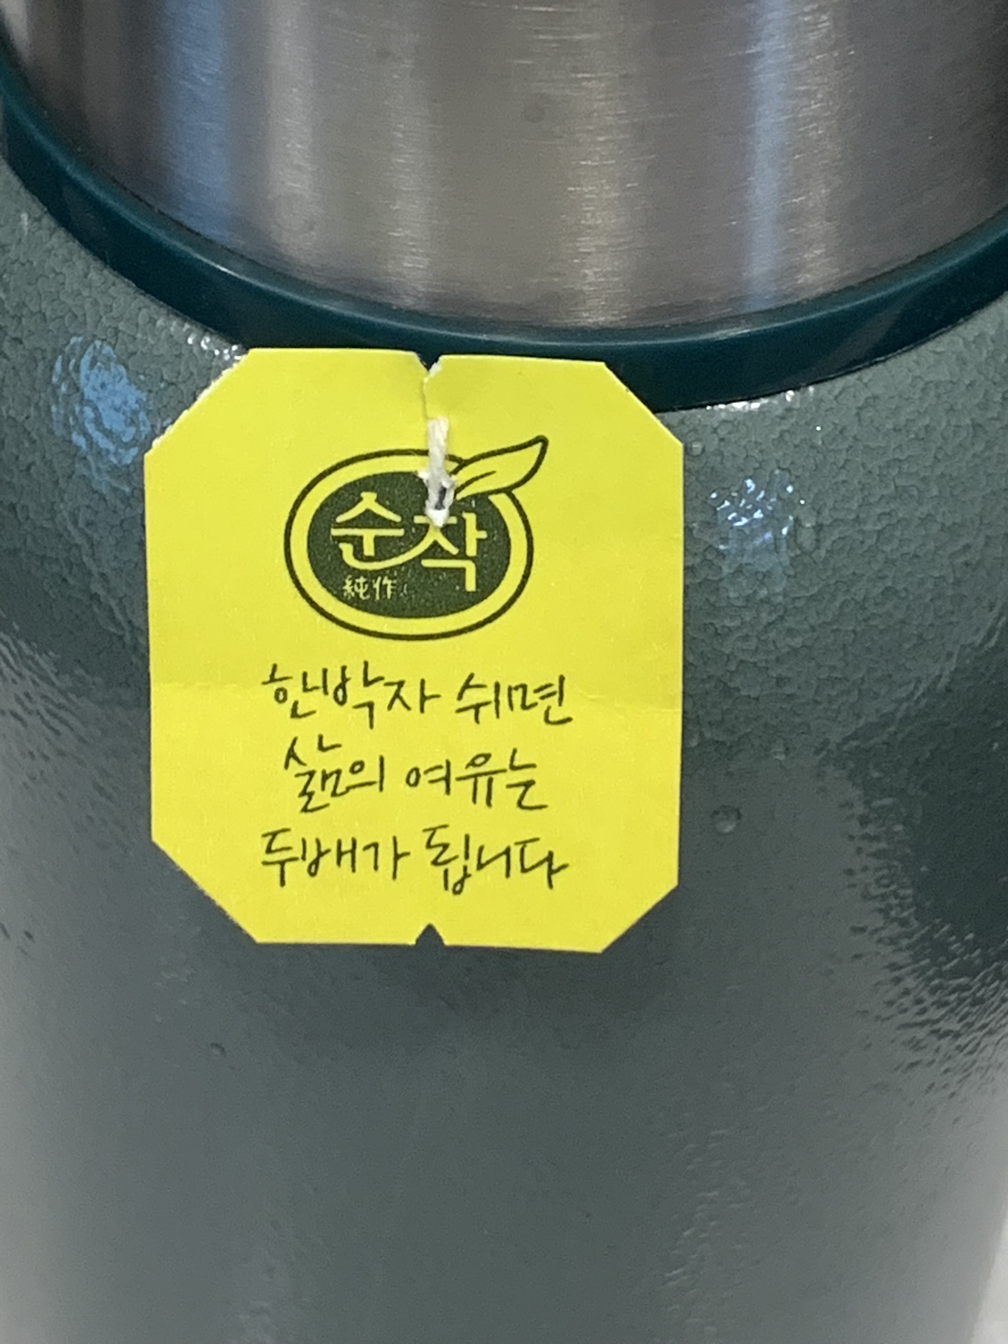 순작
純作
한박자 쉬면
삶의 여유는
두배가 됩니다